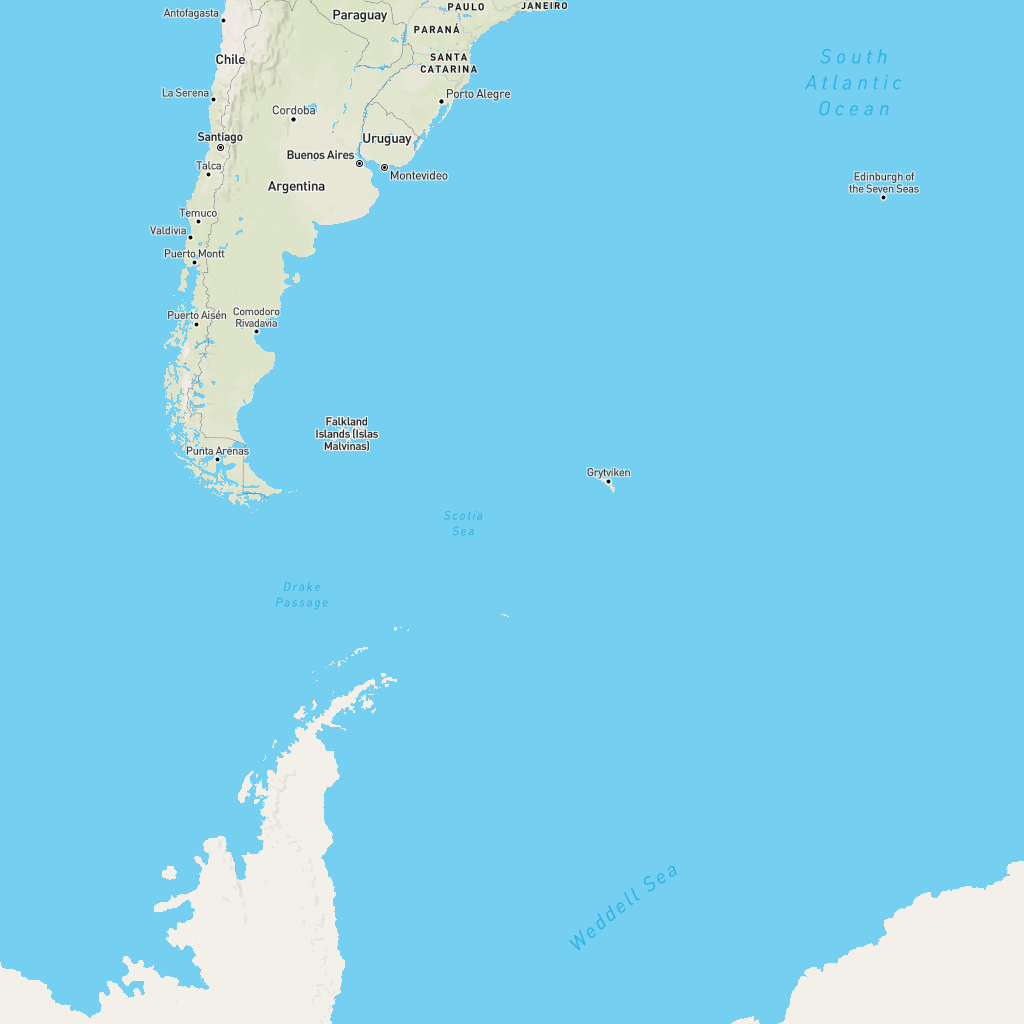 PAULO
JANEIRO
Antofagasta
Paraguay
PARANÁ
Chile
SANTA
CATARINA
South
Atlantic
Ocean
La Serena
Porto Alegre
Cordoba
Santiago
Uruguay
Buenos Aires
Talca
Montevideo
Edinburgh of
the Seven Seas
Argentina
Temuco
Valdivia
Puerto Montt
Puerto Aisén
Comodoro
Rivadavia
Falkland
Islands (Islas
Malvinas)
Punta Arenas
Grytviken
Scotia
Sea
Drake
Passage
Weddell Sea